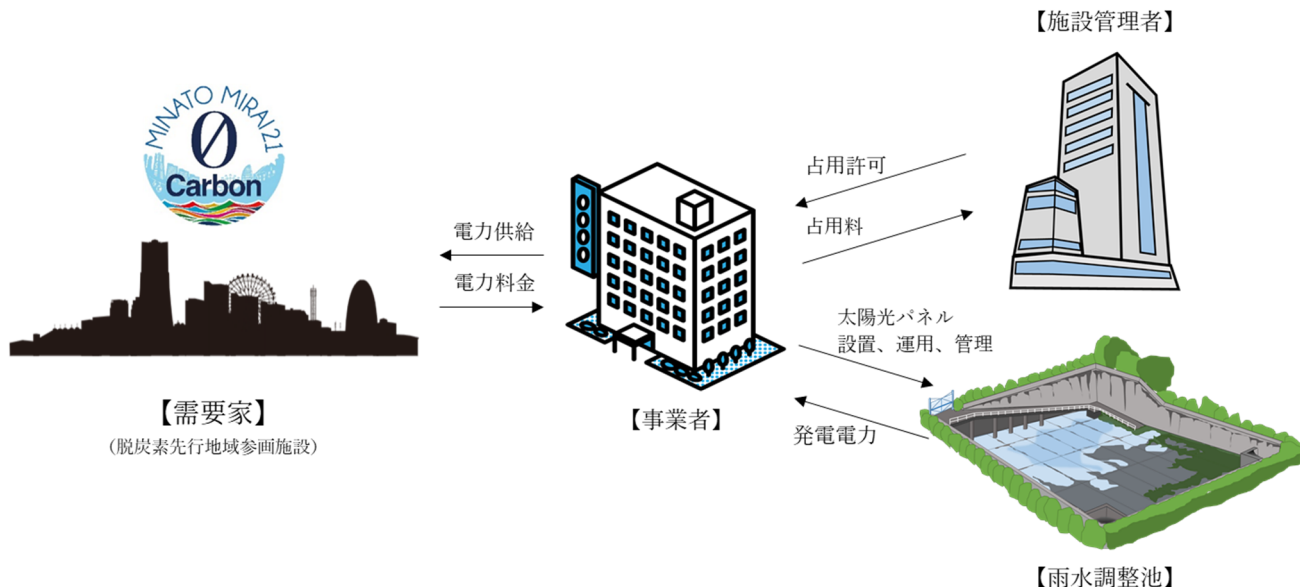 【施設管理者】
MINATO MIRAI 21
0
Carbon
占用許可
占用料
電力供給
電力料金
太陽光パネル
設置、運用、管理
【需要家】
(脱炭素先行地域参画施設)
【事業者】
発電電力
【雨水調整池】